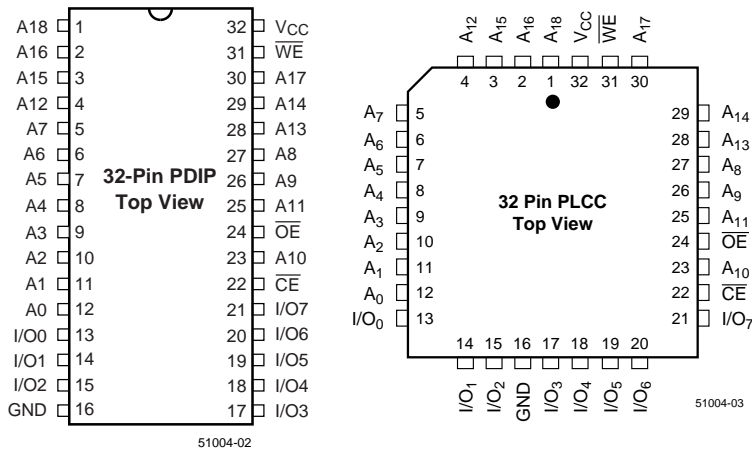 A18 1 32 VCC
A16 2 31 W̅E̅
A15 3 30 A17
A12 4 29 A14
A7 5 28 A13
A6 6 27 A8
A5 7 26 A9
A4 8 25 A11
A3 9 24 O̅E̅
A2 10 23 A10
A1 11 22 C̅E̅
A0 12 21 I/O7
I/O0 13 20 I/O6
I/O1 14 19 I/O5
I/O2 15 18 I/O4
GND 16 17 I/O3
32-Pin PDIP
Top View
51004-02
A12 A15 A16 A18 VCC W̅E̅ A17
4 3 2 1 32 31 30
A7 5 29 A14
A6 6 28 A13
A5 7 27 A8
A4 8 26 A9
A3 9 25 A11
A2 10 24 O̅E̅
A1 11 23 A10
A0 12 22 C̅E̅
I/O0 13 21 I/O7
32 Pin PLCC
Top View
14 15 16 17 18 19 20
I/O1 I/O2 GND I/O3 I/O4 I/O5 I/O6
51004-03